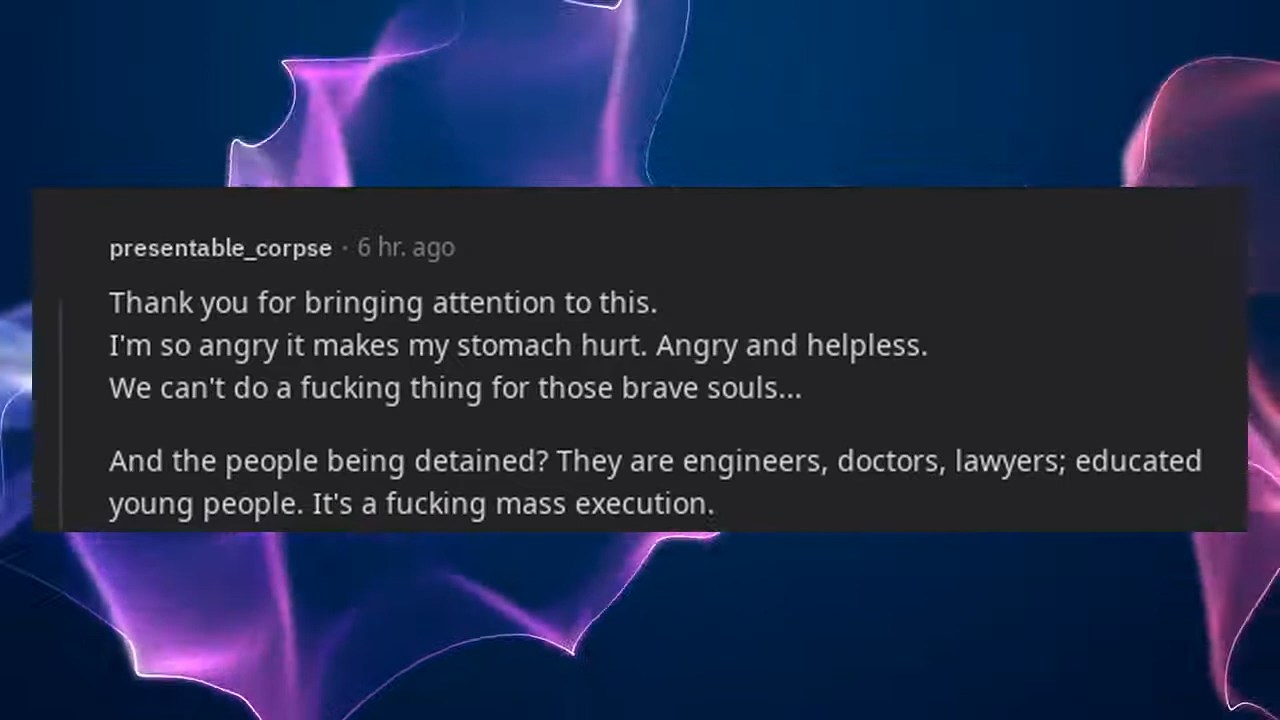 presentable_corpse · 6 hr. ago
Thank you for bringing attention to this.
I'm so angry it makes my stomach hurt. Angry and helpless.
We can't do a fucking thing for those brave souls...
And the people being detained? They are engineers, doctors, lawyers; educated
young people. It's a fucking mass execution.